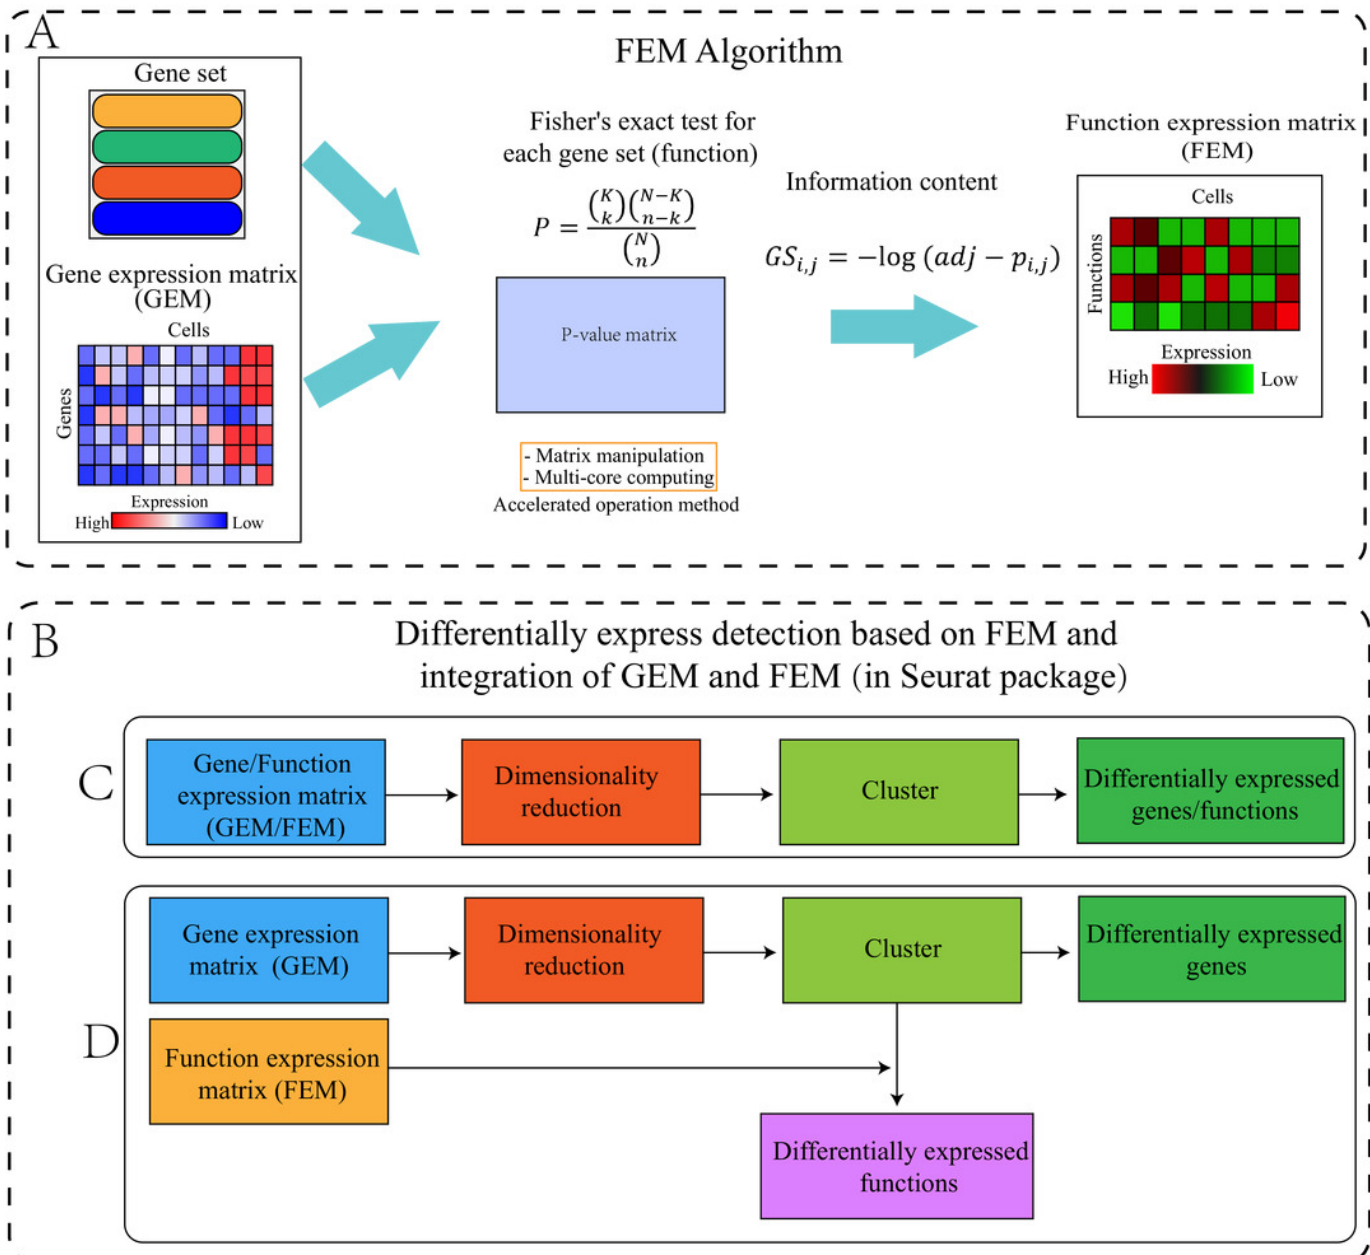 A
FEM Algorithm
Gene set
Gene expression matrix
(GEM)
Cells
Genes
Expression
High
Low
Fisher's exact test for
each gene set (function)
P = \frac{\binom{K}{k}\binom{N-K}{n-k}}{\binom{N}{n}}
P-value matrix
- Matrix manipulation
- Multi-core computing
Accelerated operation method
Information content
GS_{i,j} = −log (adj − p_{i,j})
Function expression matrix
(FEM)
Cells
Functions
Expression
High
Low
B
Differentially express detection based on FEM and
integration of GEM and FEM (in Seurat package)
C
Gene/Function
expression matrix
(GEM/FEM)
Dimensionality
reduction
Cluster
Differentially expressed
genes/functions
D
Gene expression
matrix (GEM)
Dimensionality
reduction
Cluster
Differentially expressed
genes
Function expression
matrix (FEM)
Differentially expressed
functions